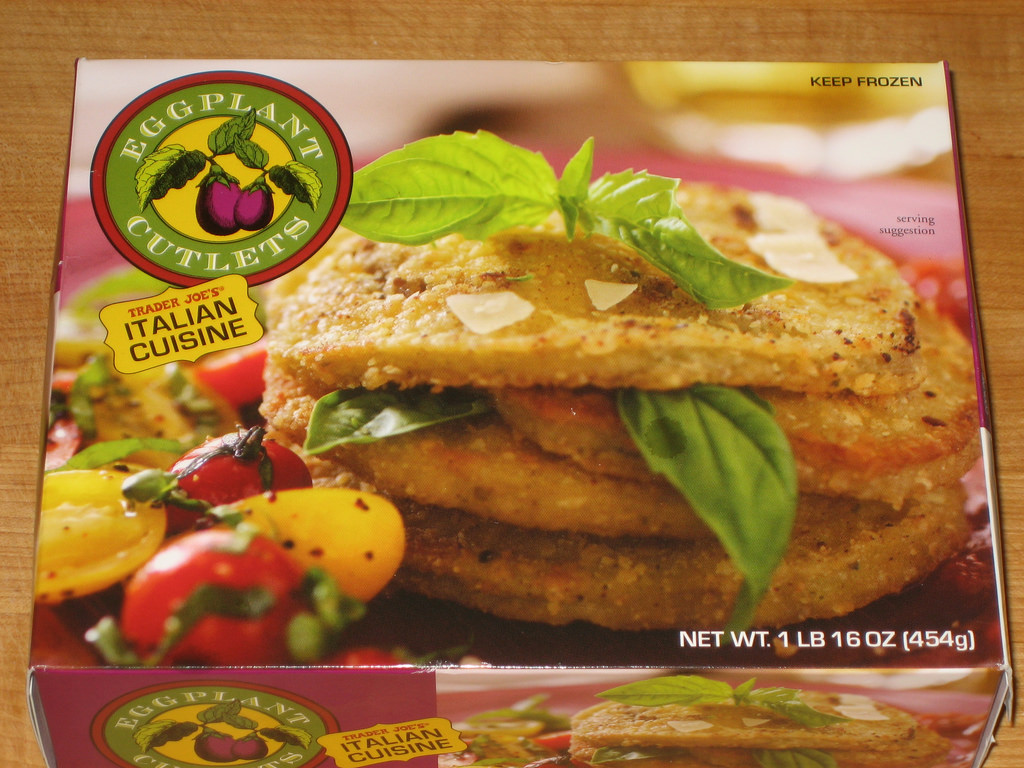 KEEP FROZEN
EGGPLANT
CUTLETS
serving
suggestion
TRADER JOE'S®
ITALIAN
CUISINE
NET WT. 1 LB 16 OZ (454g)
EGGPLANT
CUTLETS
TRADER JOE'S®
ITALIAN
CUISINE